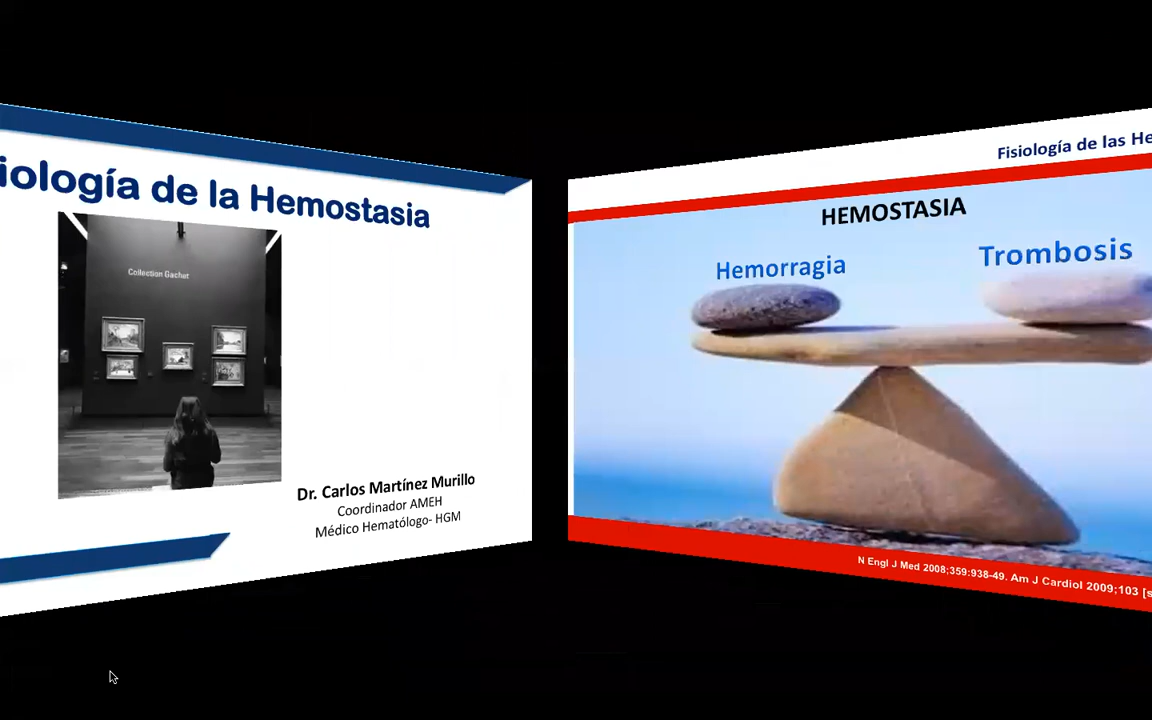 iología de la Hemostasia
Collection Gachet
Dr. Carlos Martínez Murillo
Coordinador AMEH
Médico Hematólogo- HGM
Fisiología de las He
HEMOSTASIA
Hemorragia
Trombosis
N Engl J Med 2008;359:938-49. Am J Cardiol 2009;103 [s